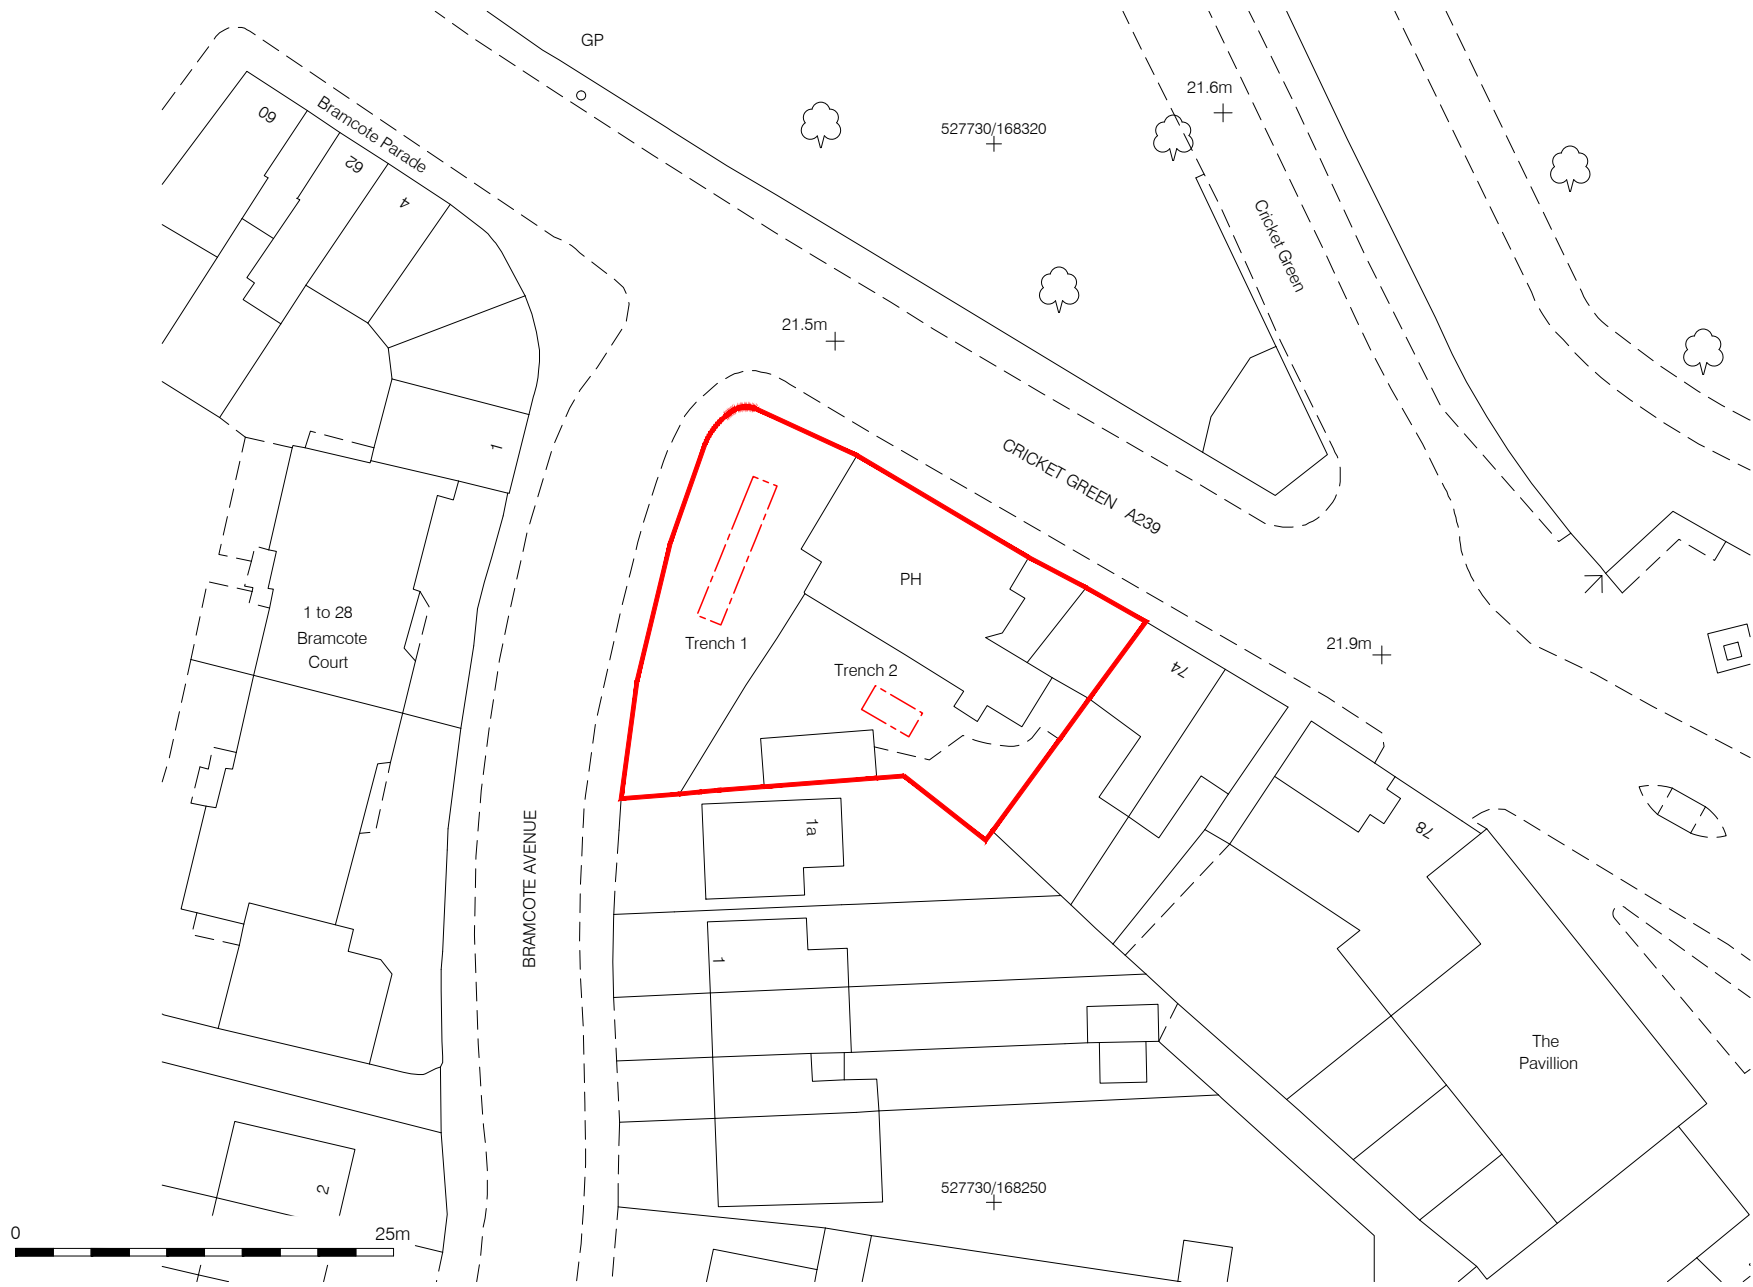 GP
21.6m
60
Bramcote Parade
527730/168320
62
4
Cricket Green
21.5m
1
CRICKET GREEN A239
PH
1 to 28
Bramcote
Court
Trench 1
21.9m
Trench 2
74
BRAMCOTE AVENUE
1a
78
1
The
Pavillion
527730/168250
2
0
25m